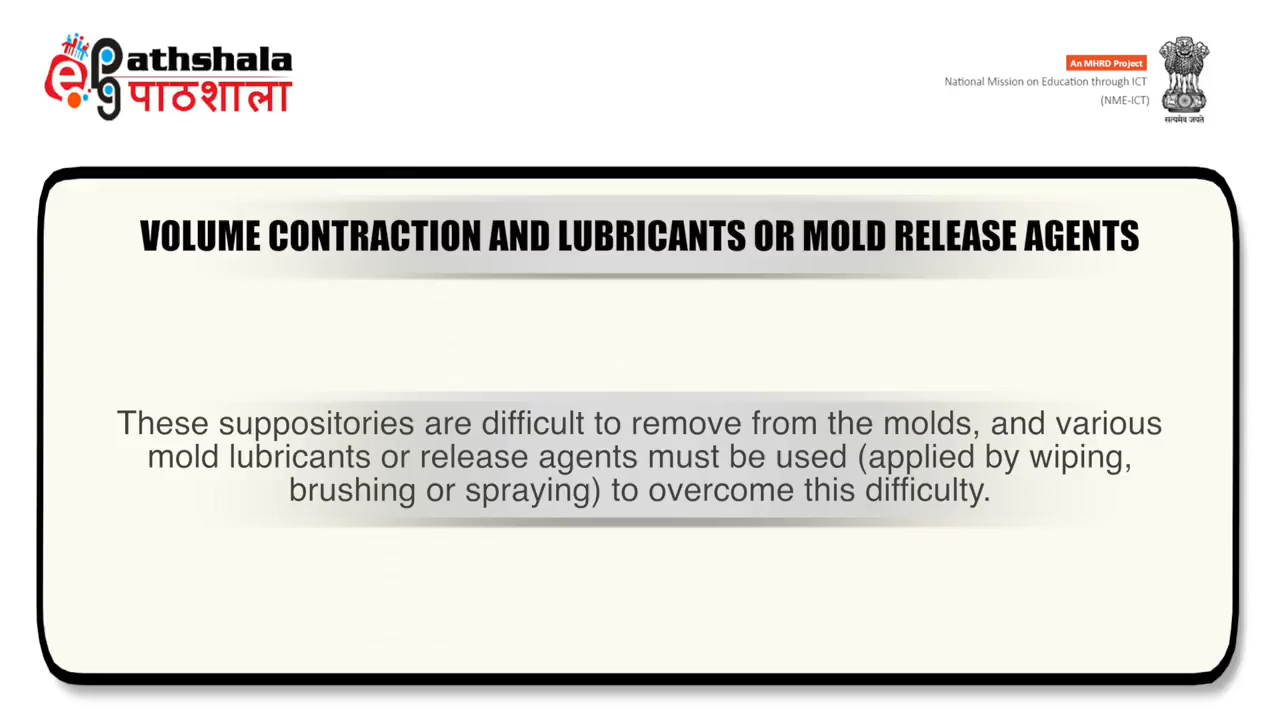 ePg Pathshala
पाठशाला
An MHRD Project
National Mission on Education through ICT
(NME-ICT)
सत्यमेव जयते
VOLUME CONTRACTION AND LUBRICANTS OR MOLD RELEASE AGENTS
These suppositories are difficult to remove from the molds, and various
mold lubricants or release agents must be used (applied by wiping,
brushing or spraying) to overcome this difficulty.